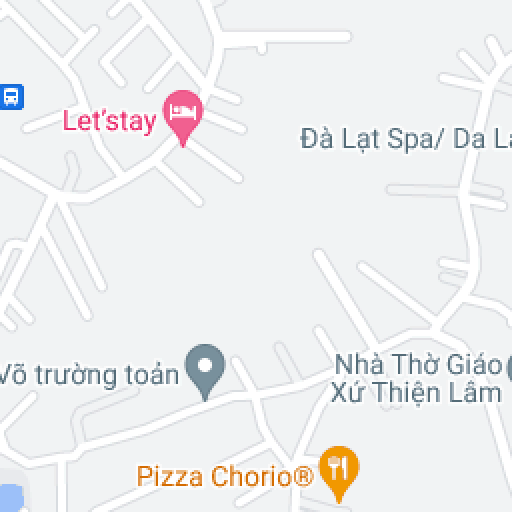 Let'stay
Đà Lạt Spa/ Da La
Võ trường toản
Nhà Thờ Giáo
Xứ Thiện Lâm
Pizza Chorio®